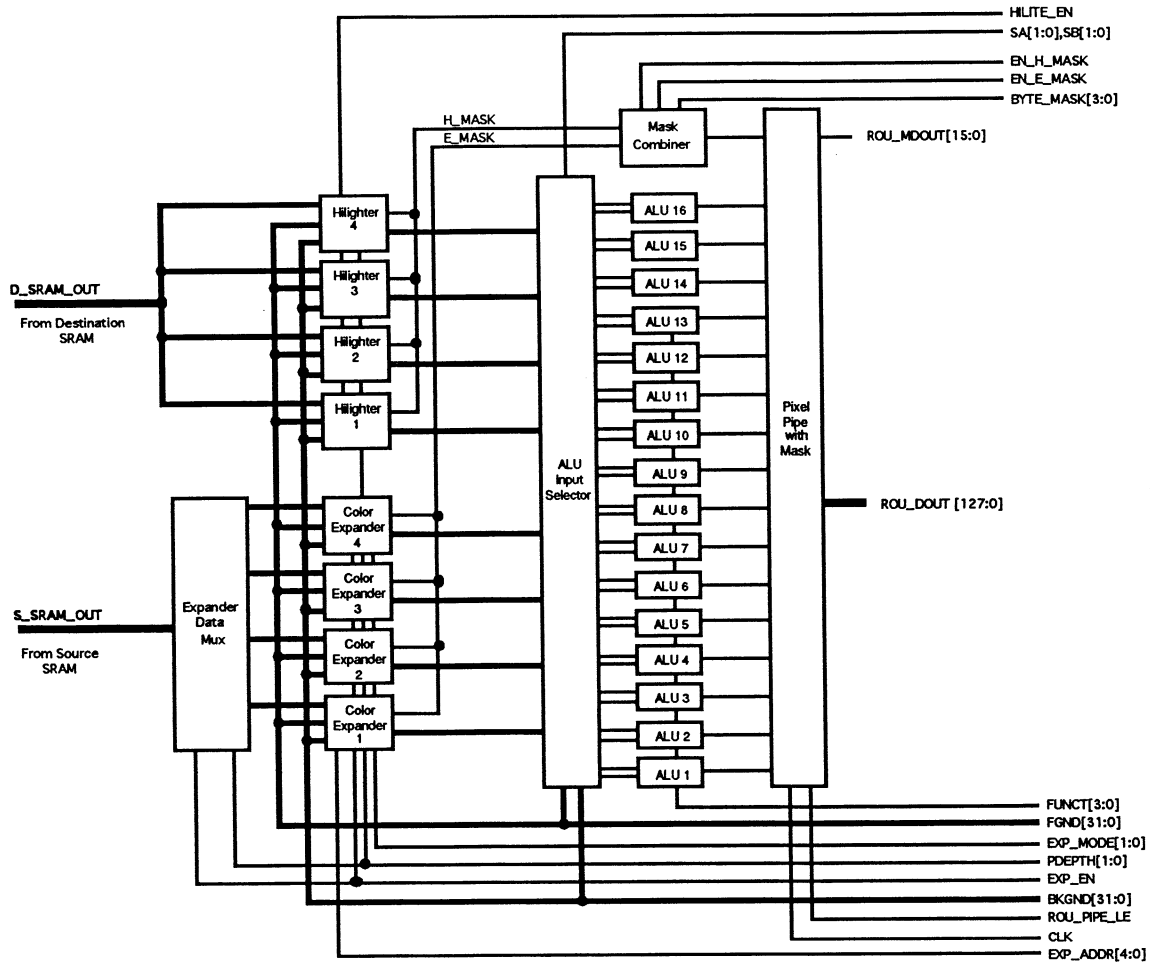 HILITE_EN
SA[1:0],SB[1:0]
EN_H_MASK
EN_E_MASK
BYTE_MASK[3:0]
H_MASK
E_MASK
Mask
Combiner
ROU_MDOUT[15:0]
Hilighter
4
Hilighter
3
Hilighter
2
Hilighter
1
D_SRAM_OUT
From Destination
SRAM
ALU 16
ALU 15
ALU 14
ALU 13
ALU 12
ALU 11
ALU 10
ALU 9
ALU 8
ALU 7
ALU 6
ALU 5
ALU 4
ALU 3
ALU 2
ALU 1
Pixel
Pipe
with
Mask
ALU
Input
Selector
ROU_DOUT [127:0]
Color
Expander
4
Color
Expander
3
Color
Expander
2
Color
Expander
1
Expander
Data
Mux
S_SRAM_OUT
From Source
SRAM
FUNCT[3:0]
FGND[31:0]
EXP_MODE[1:0]
PDEPTH[1:0]
EXP_EN
BKGND[31:0]
ROU_PIPE_LE
CLK
EXP_ADDR[4:0]